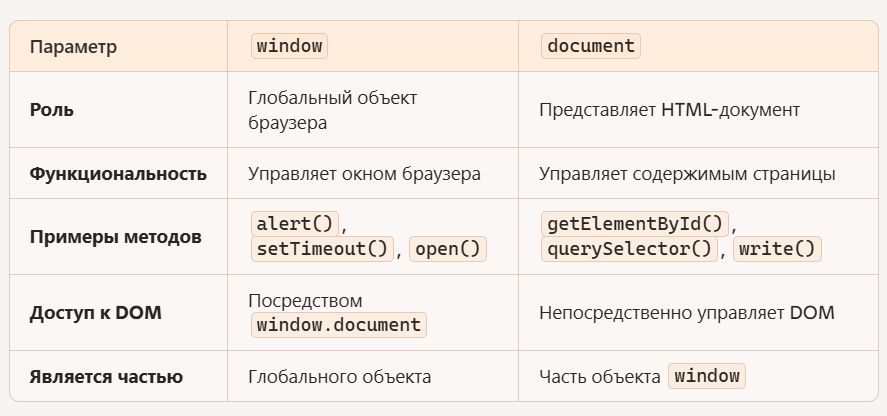 Параметр window document
Роль Глобальный объект браузера Представляет HTML-документ
Функциональность Управляет окном браузера Управляет содержимым страницы
Примеры методов alert(), setTimeout(), open() getElementById(), querySelector(), write()
Доступ к DOM Посредством window.document Непосредственно управляет DOM
Является частью Глобального объекта Часть объекта window